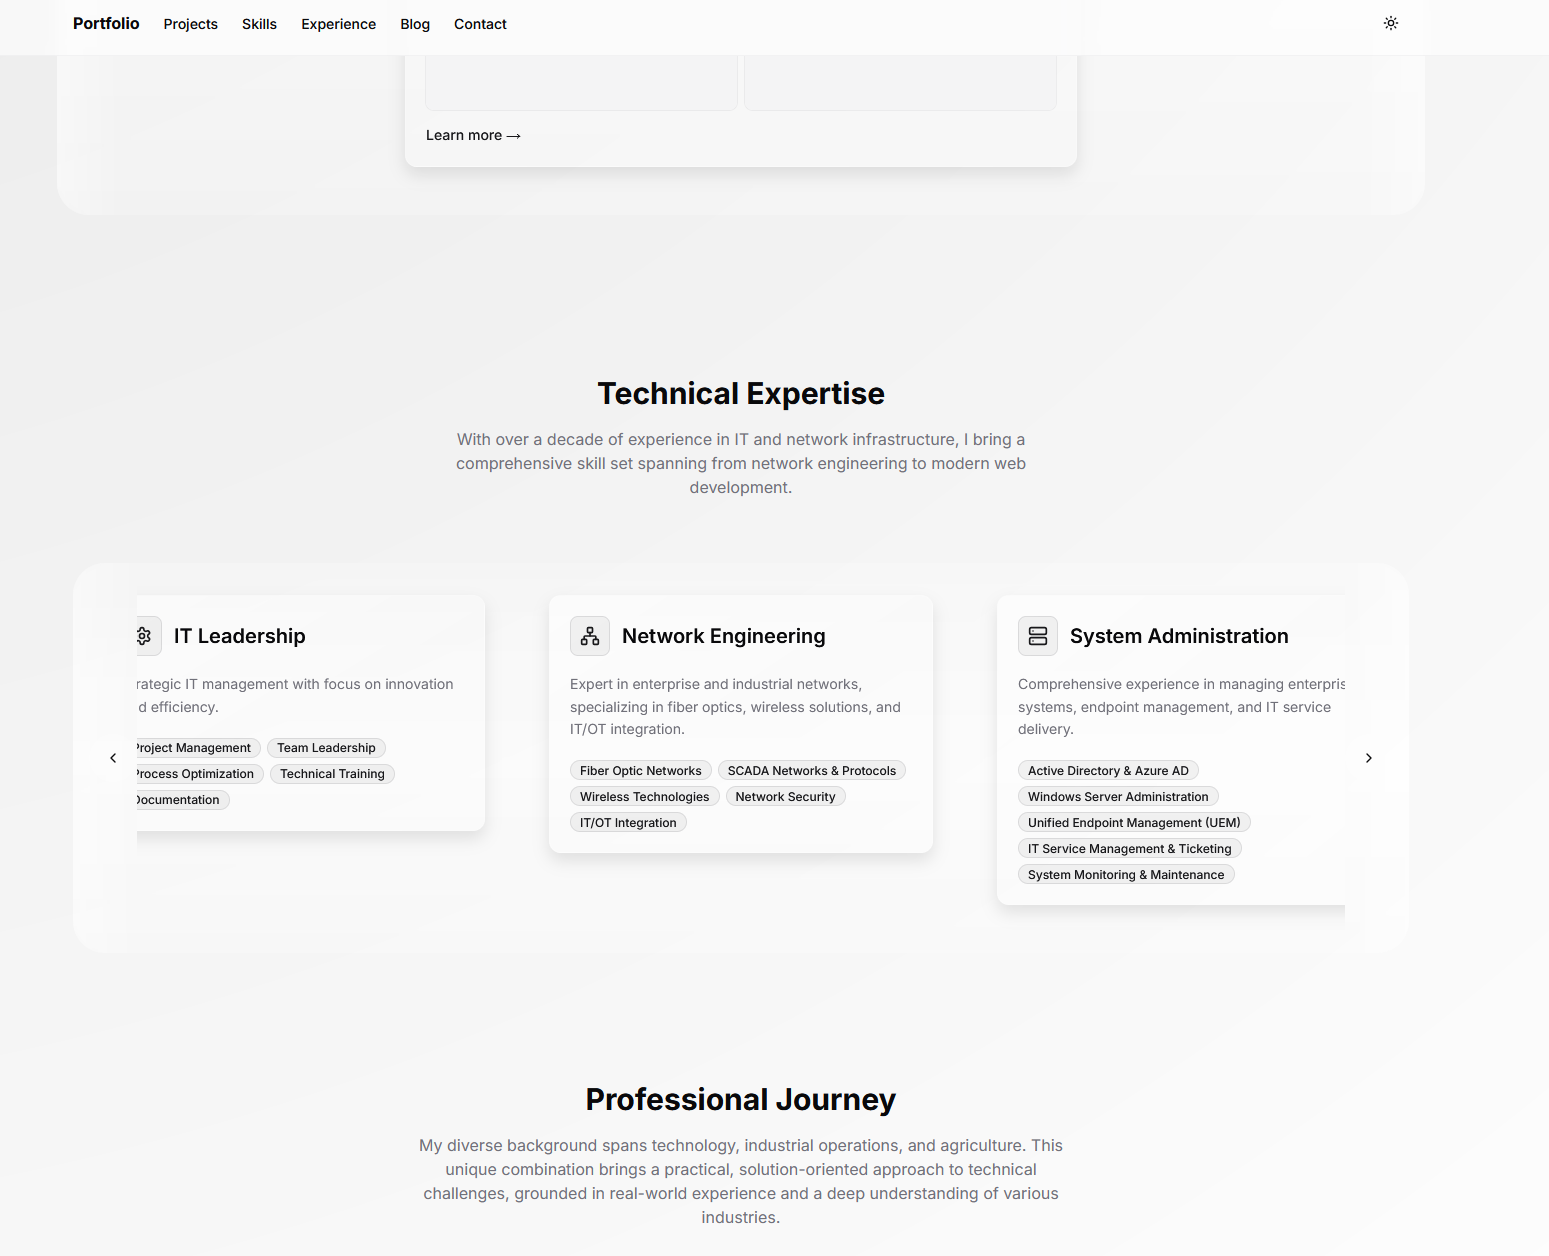 Portfolio Projects Skills Experience Blog Contact
Learn more →
Technical Expertise
With over a decade of experience in IT and network infrastructure, I bring a
comprehensive skill set spanning from network engineering to modern web
development.
IT Leadership
rategic IT management with focus on innovation
d efficiency.
Project Management Team Leadership
Process Optimization Technical Training
Documentation
Network Engineering
Expert in enterprise and industrial networks,
specializing in fiber optics, wireless solutions, and
IT/OT integration.
Fiber Optic Networks SCADA Networks & Protocols
Wireless Technologies Network Security
IT/OT Integration
System Administration
Comprehensive experience in managing enterpris
systems, endpoint management, and IT service
delivery.
Active Directory & Azure AD
Windows Server Administration
Unified Endpoint Management (UEM)
IT Service Management & Ticketing
System Monitoring & Maintenance
Professional Journey
My diverse background spans technology, industrial operations, and agriculture. This
unique combination brings a practical, solution-oriented approach to technical
challenges, grounded in real-world experience and a deep understanding of various
industries.